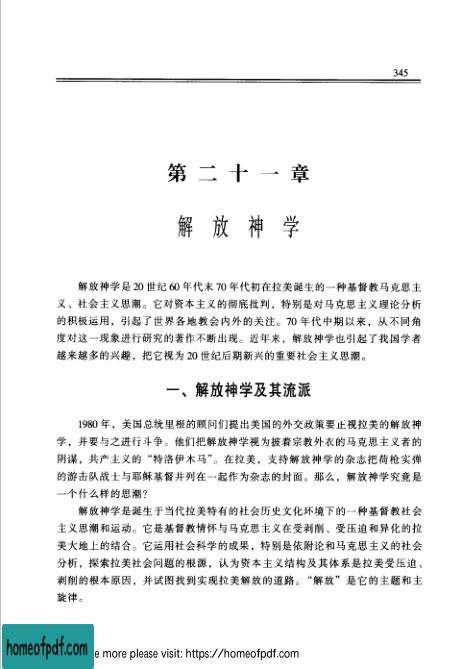 345
第二十一章
解放神学
解放神学是20世纪60年代末70年代初在拉美诞生的一种基督教马克思主
义、社会主义思潮。它对资本主义的彻底批判，特别是对马克思主义理论分析
的积极运用，引起了世界各地教会内外的关注。70年代中期以来，从不同角
度对这一现象进行研究的著作不断出现。近年来，解放神学也引起了我国学者
越来越多的兴趣，把它视为20世纪后期新兴的重要社会主义思潮。
一、解放神学及其流派
1980年，美国总统里根的顾问们提出美国的外交政策要正视拉美的解放神
学，并要与之进行斗争。他们把解放神学视为披着宗教外衣的马克思主义者的
阴谋，共产主义的“特洛伊木马”。在拉美，支持解放神学的杂志把荷枪实弹
的游击队战士与耶稣基督并列在一起作为杂志的封面。那么，解放神学究竟是
一个什么样的思潮？
解放神学是诞生于当代拉美特有的社会历史文化环境下的一种基督教社会
主义思潮和运动。它是基督教情怀与马克思主义在受剥削、受压迫和异化的拉
美大地上的结合。它运用社会科学的成果，特别是依附论和马克思主义的社会
分析，探索拉美社会问题的根源，认为资本主义结构及其体系是拉美受压迫、
剥削的根本原因，并试图找到实现拉美解放的道路。“解放”是它的主题和主
旋律。
homeofpdf.com e more please visit: https://homeofpdf.com